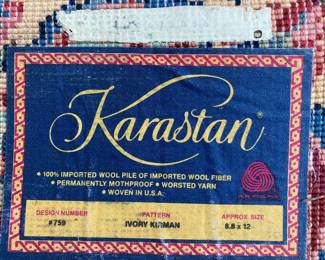 Karastan®
• 100% IMPORTED WOOL PILE OF IMPORTED WOOL FIBER
• PERMANENTLY MOTHPROOF • WORSTED YARN
• WOVEN IN U.S.A.
DESIGN NUMBER PATTERN APPROX. SIZE
#759 IVORY KIRMAN 8.8 x 12